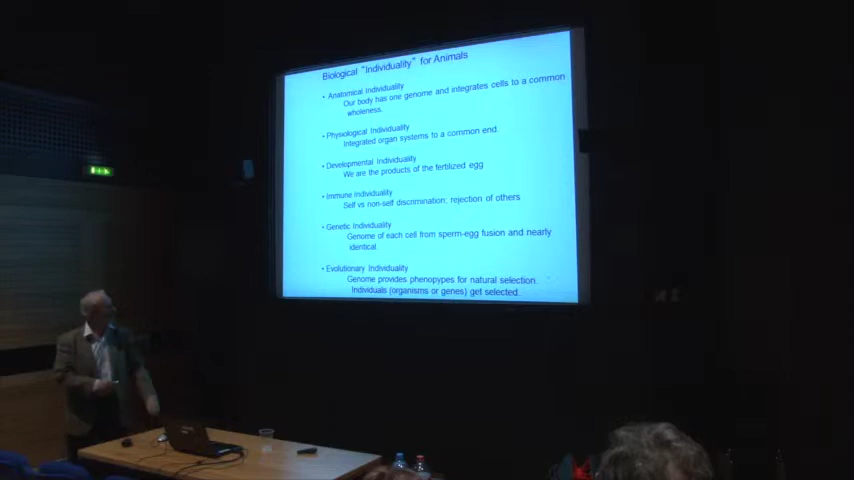 Biological "Individuality" for Animals
• Anatomical Individuality
Our body has one genome and integrates cells to a common
wholeness.
• Physiological Individuality
Integrated organ systems to a common end.
• Developmental Individuality
We are the products of the fertilized egg
• Immune Individuality
Self vs non-self discrimination; rejection of others
• Genetic Individuality
Genome of each cell from sperm-egg fusion and nearly
identical
• Evolutionary Individuality
Genome provides phenopypes for natural selection.
Individuals (organisms or genes) get selected.